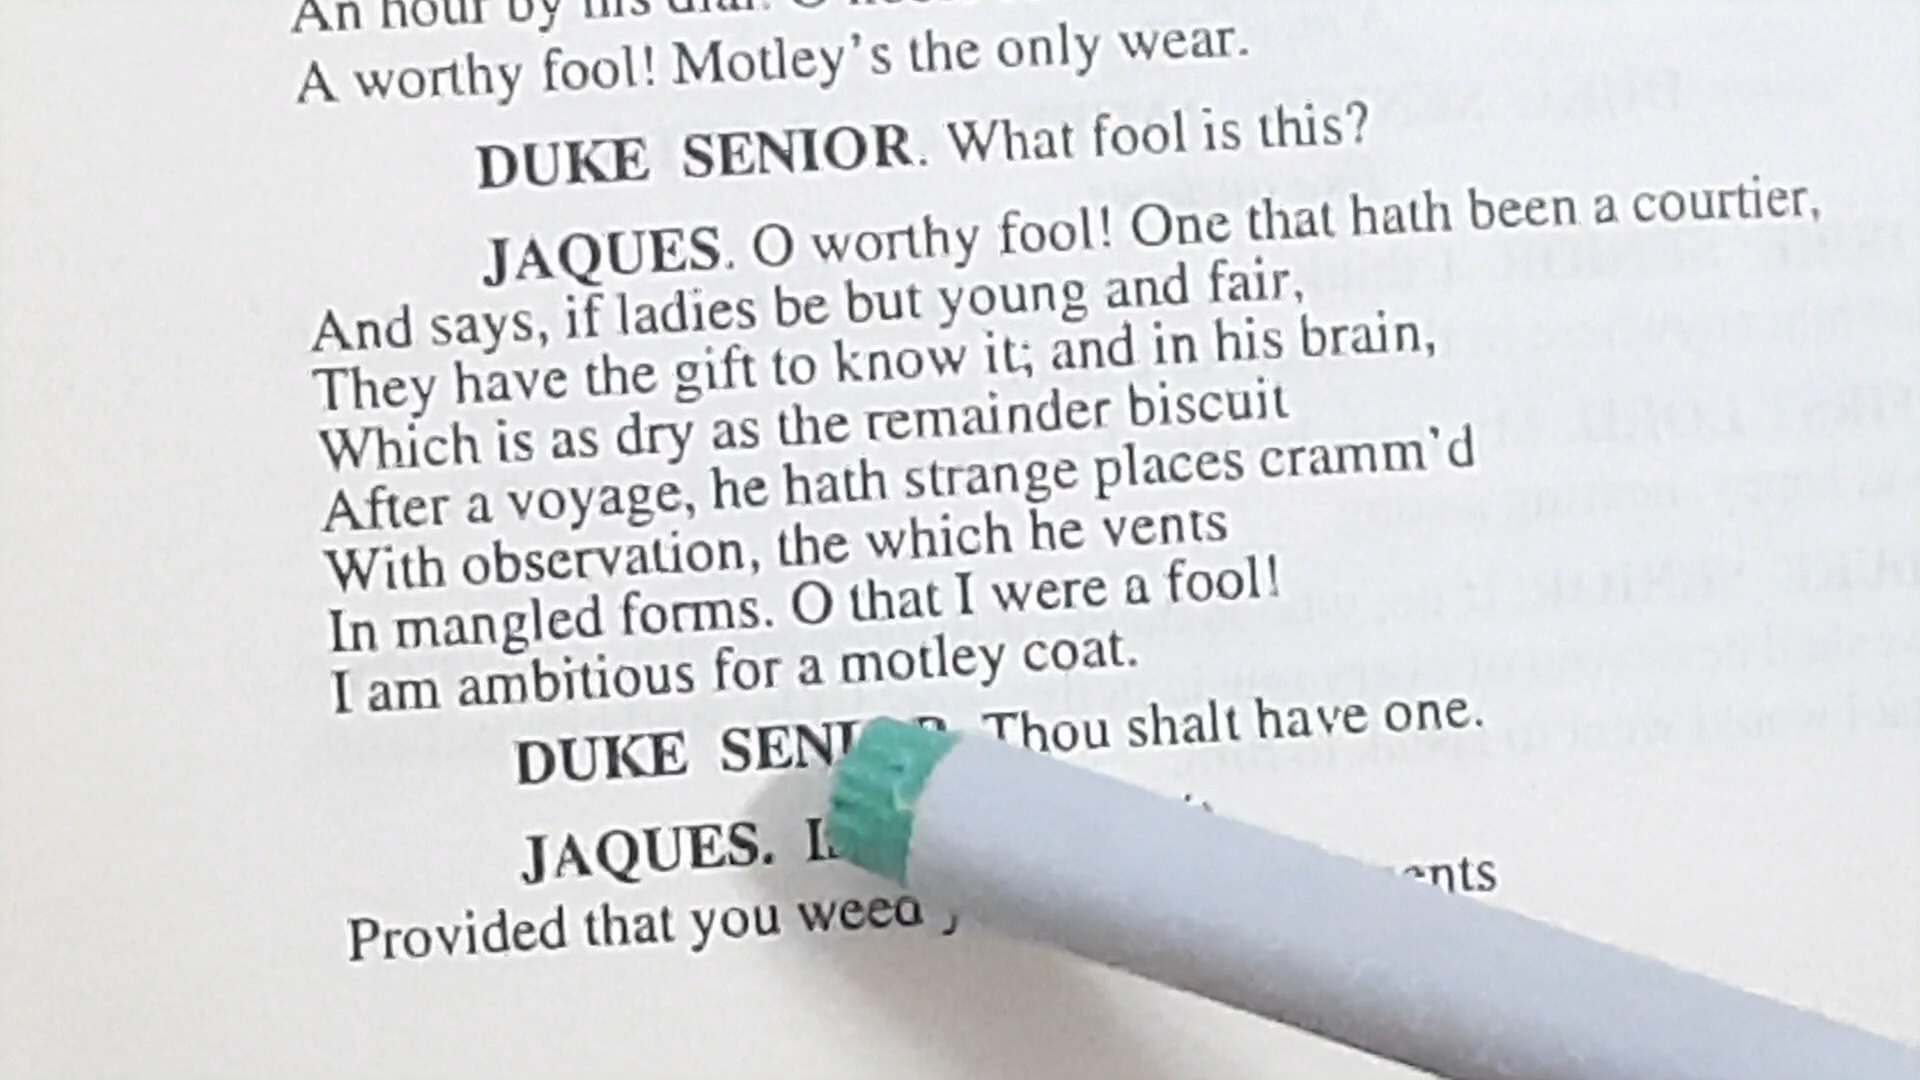 An hour by his dial. O
A worthy fool! Motley's the only wear.
DUKE SENIOR. What fool is this?
JAQUES. O worthy fool! One that hath been a courtier,
And says, if ladies be but young and fair,
They have the gift to know it; and in his brain,
Which is as dry as the remainder biscuit
After a voyage, he hath strange places cramm'd
With observation, the which he vents
In mangled forms. O that I were a fool!
I am ambitious for a motley coat.
DUKE SENIOR. Thou shalt have one.
JAQUES.
Provided that you weed